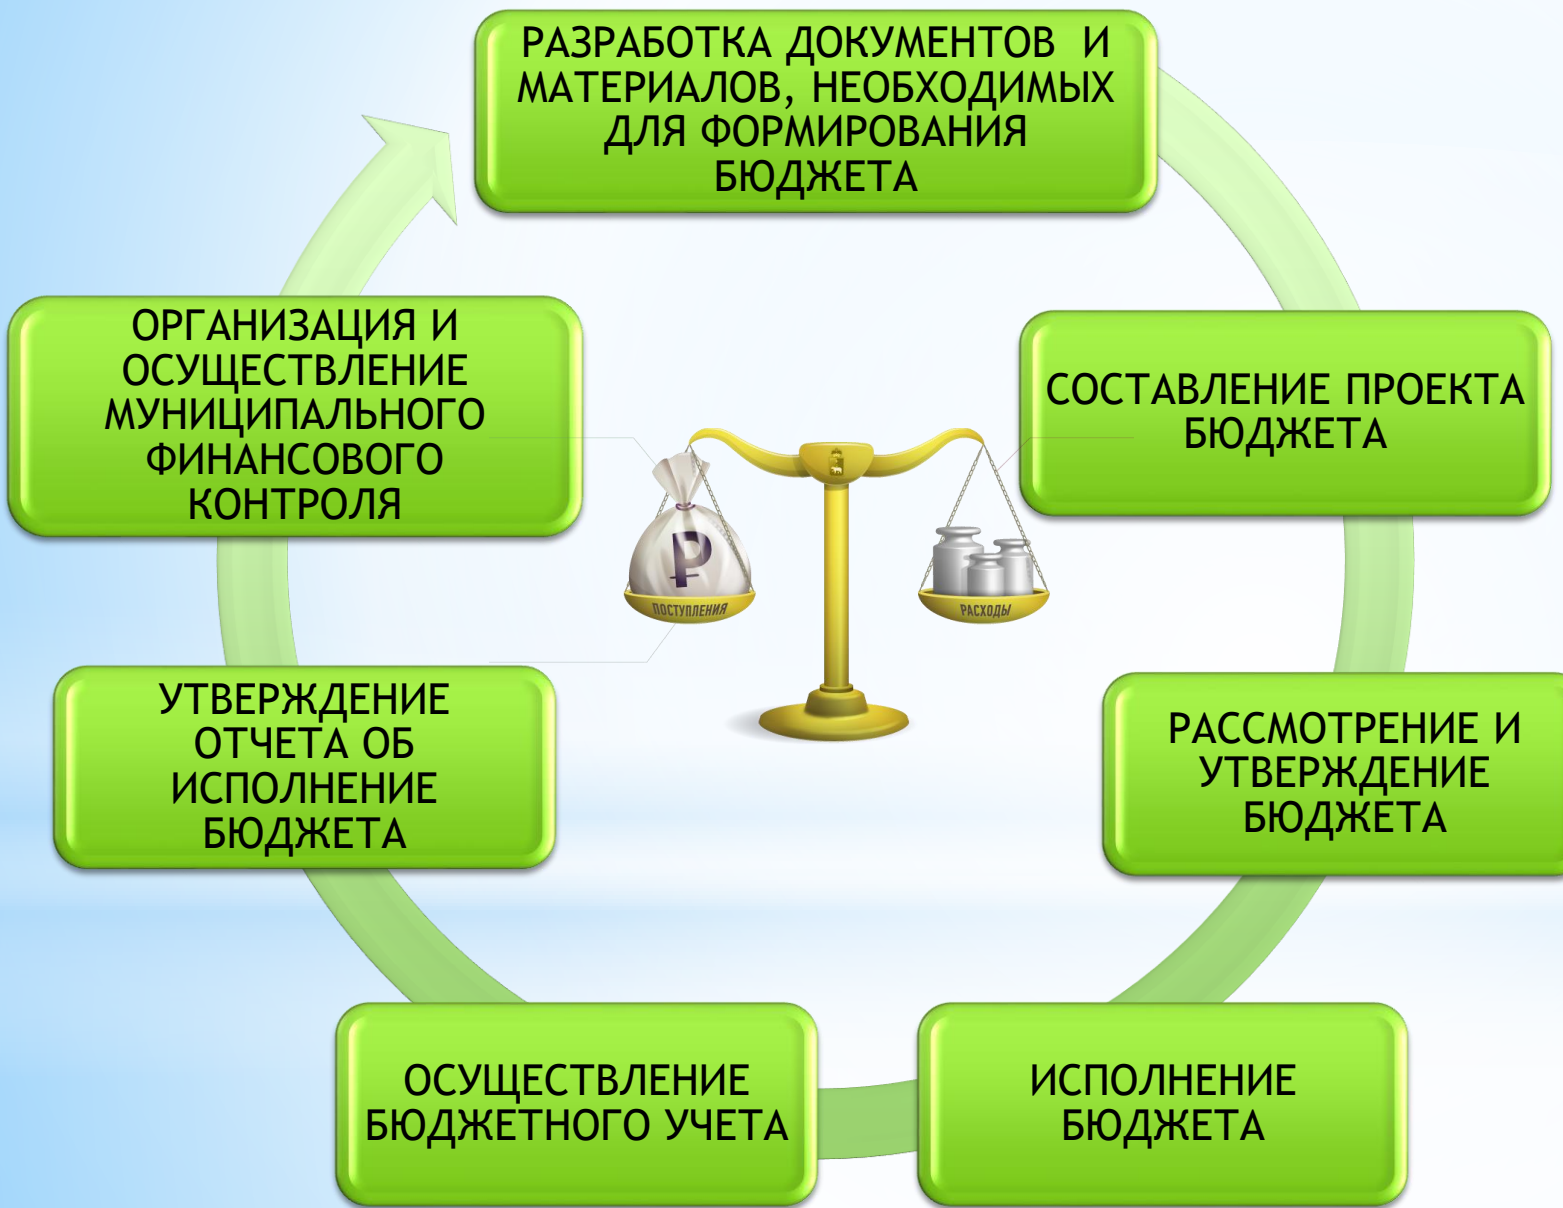 РАЗРАБОТКА ДОКУМЕНТОВ И
МАТЕРИАЛОВ, НЕОБХОДИМЫХ
ДЛЯ ФОРМИРОВАНИЯ
БЮДЖЕТА
СОСТАВЛЕНИЕ ПРОЕКТА
БЮДЖЕТА
РАССМОТРЕНИЕ И
УТВЕРЖДЕНИЕ
БЮДЖЕТА
ИСПОЛНЕНИЕ
БЮДЖЕТА
ОСУЩЕСТВЛЕНИЕ
БЮДЖЕТНОГО УЧЕТА
УТВЕРЖДЕНИЕ
ОТЧЕТА ОБ
ИСПОЛНЕНИЕ
БЮДЖЕТА
ОРГАНИЗАЦИЯ И
ОСУЩЕСТВЛЕНИЕ
МУНИЦИПАЛЬНОГО
ФИНАНСОВОГО
КОНТРОЛЯ
₽
ПОСТУПЛЕНИЯ
РАСХОДЫ